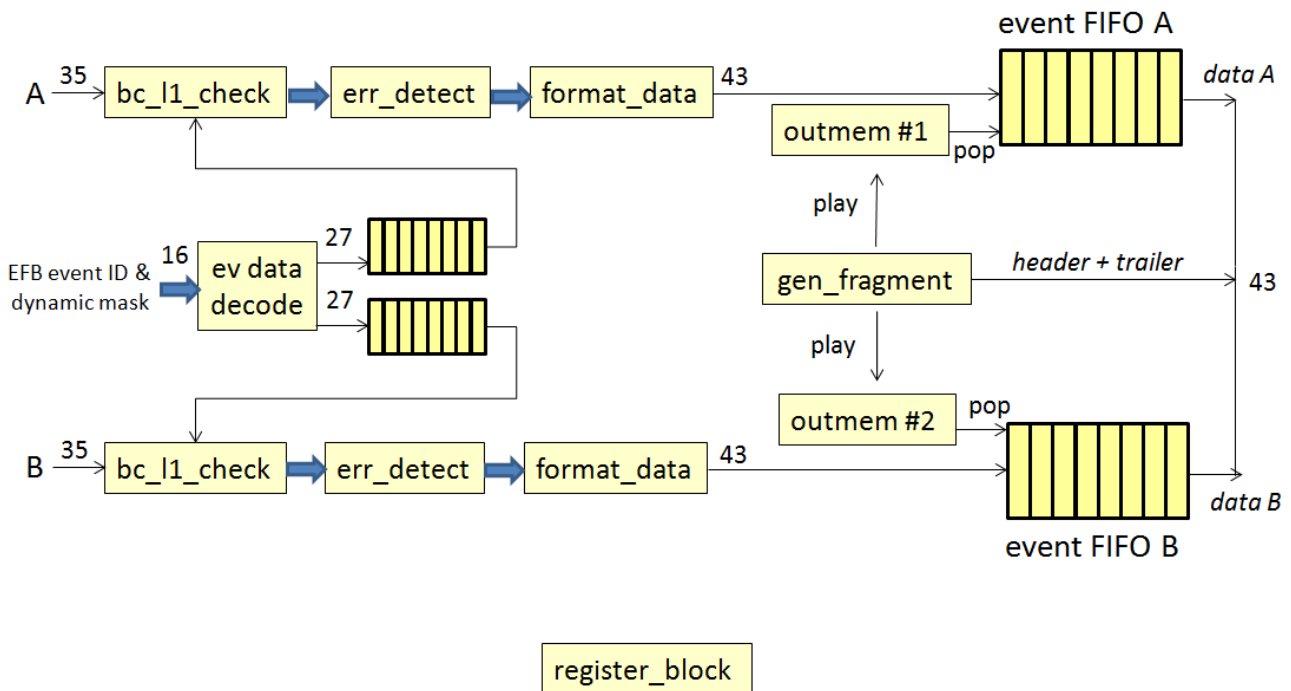 event FIFO A
35
43
data A
A
bc_l1_check
err_detect
format_data
outmem #1
pop
play
16
27
EFB event ID &
dynamic mask
ev data
decode
27
gen_fragment
header + trailer
43
play
outmem #2
pop
35
43
B
bc_l1_check
err_detect
format_data
data B
event FIFO B
register_block